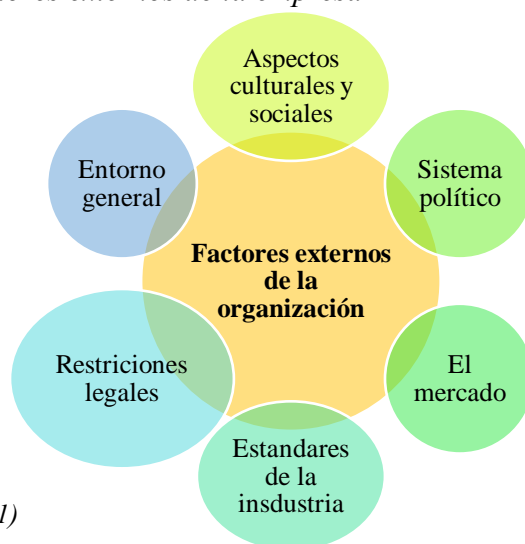 Aspectos
culturales y
sociales
Entorno
general
Sistema
político
Factores externos
de la
organización
Restriciones
legales
El
mercado
Estandares
de la
insdustria